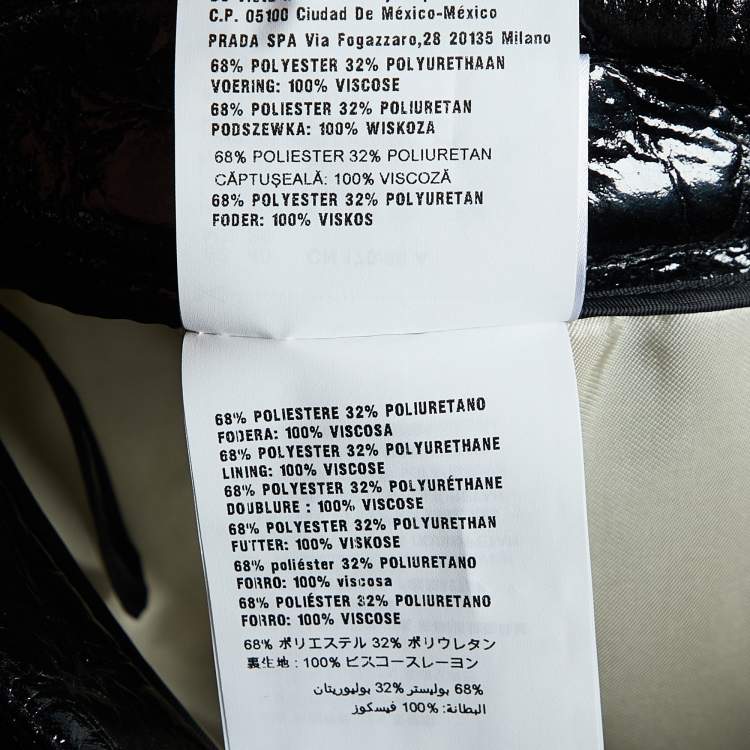 C.P. 05100 Ciudad De México-México
PRADA SPA Via Fogazzaro,28 20135 Milano
68% POLYESTER 32% POLYURETHAAN
VOERING: 100% VISCOSE
68% POLIESTER 32% POLIURETAN
PODSZEWKA: 100% WISKOZA
68% POLIESTER 32% POLIURETAN
CĂPTUȘEALĂ: 100% VISCOZĂ
68% POLYESTER 32% POLYURETAN
FODER: 100% VISKOS
68% POLIESTERE 32% POLIURETANO
FODERA: 100% VISCOSA
68% POLYESTER 32% POLYURETHANE
LINING: 100% VISCOSE
68% POLYESTER 32% POLYURÉTHANE
DOUBLURE : 100% VISCOSE
68% POLYESTER 32% POLYURETHAN
FUTTER: 100% VISKOSE
68% poliéster 32% POLIURETANO
FORRO: 100% viscosa
68% POLIÉSTER 32% POLIURETANO
FORRO: 100% VISCOSE
68% ポリエステル 32% ポリウレタン
裏生地 : 100% ビスコースレーヨン
68% بوليستر 32% بوليوريتان
البطانة: 100% فيسكوز